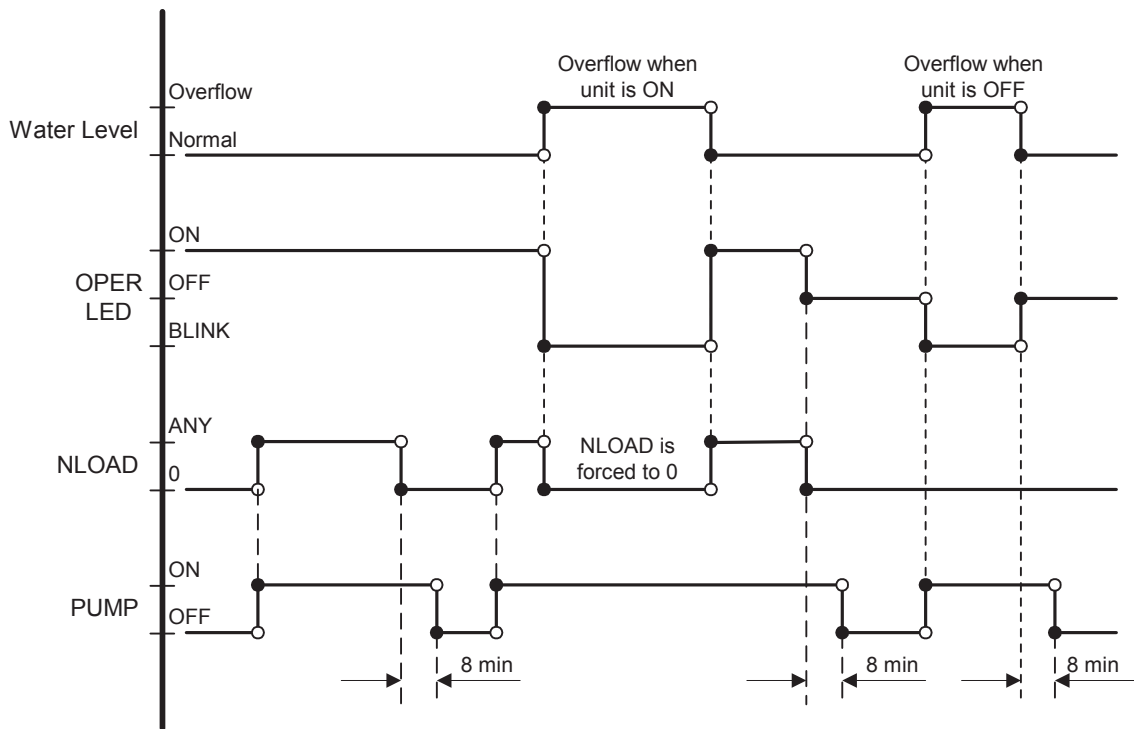 Overflow when
unit is ON
Overflow when
unit is OFF
Overflow
Water Level
Normal
ON
OPER
LED
OFF
BLINK
ANY
NLOAD
0
NLOAD is
forced to 0
ON
PUMP
OFF
8 min
8 min
8 min